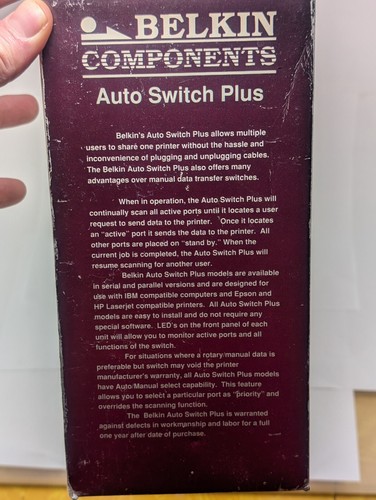 BELKIN
COMPONENTS
Auto Switch Plus
Belkin's Auto Switch Plus allows multiple
users to share one printer without the hassle and
inconvenience of plugging and unplugging cables.
The Belkin Auto Switch Plus also offers many
advantages over manual data transfer switches.
When in operation, the Auto Switch Plus will
continually scan all active ports until it locates a user
request to send data to the printer. Once it locates
an "active" port it sends the data to the printer. All
other ports are placed on "stand by." When the
current job is completed, the Auto Switch Plus will
resume scanning for another user.
Belkin Auto Switch Plus models are available
in serial and parallel versions and are designed for
use with IBM compatible computers and Epson and
HP Laserjet compatible printers. All Auto Switch Plus
models are easy to install and do not require any
special software. LED's on the front panel of each
unit will allow you to monitor active ports and all
functions of the switch.
For situations where a rotary/manual data is
preferable but switch may void the printer
manufacturer's warranty, all Auto Switch Plus models
have Auto/Manual select capability. This feature
allows you to select a particular port as "priority" and
overrides the scanning function.
The Belkin Auto Switch Plus is warranted
against defects in workmanship and labor for a full
one year after date of purchase.